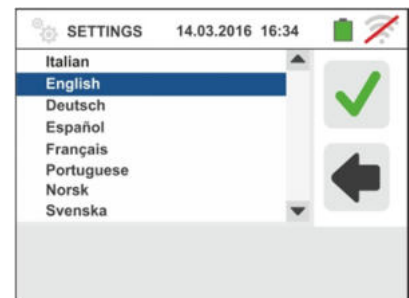 SETTINGS 14.03.2016 16:34
Italian
English
Deutsch
Español
Français
Portuguese
Norsk
Svenska